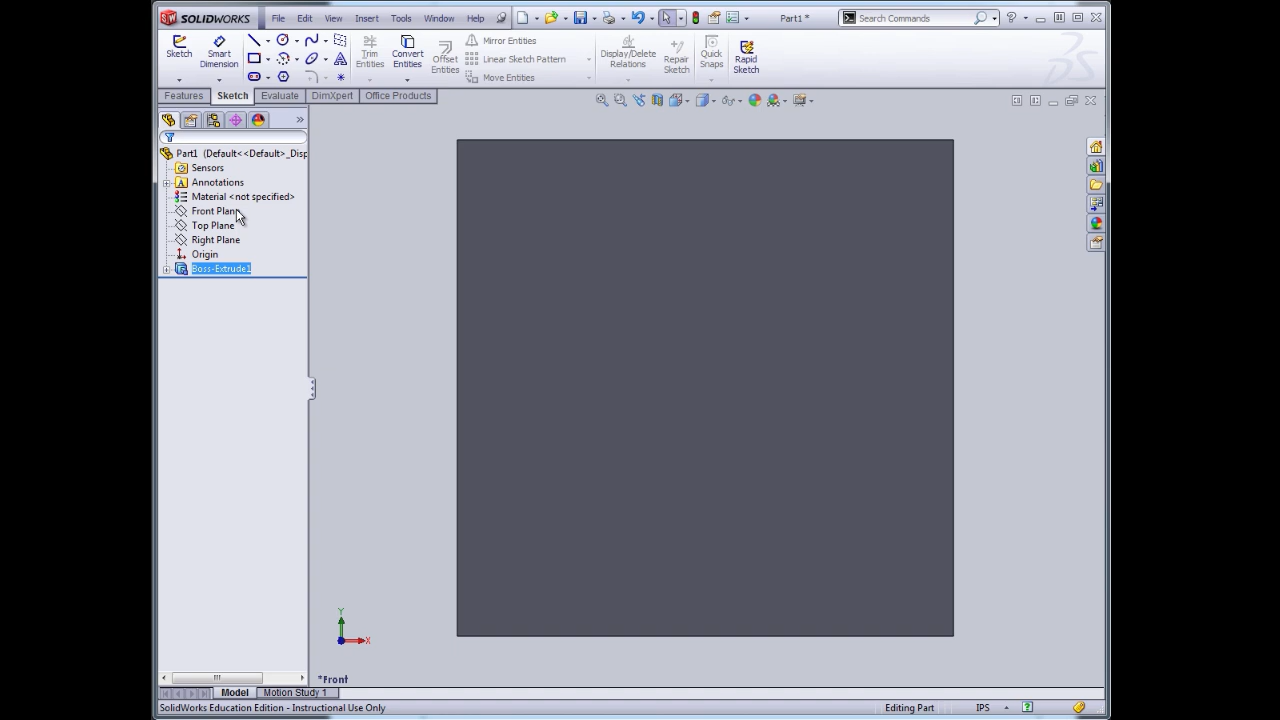 SOLIDWORKS File Edit View Insert Tools Window Help Part1 * Search Commands
Sketch
Smart Dimension
Trim Entities
Convert Entities
Offset Entities
Mirror Entities
Linear Sketch Pattern
Move Entities
Display/Delete Relations
Repair Sketch
Quick Snaps
Rapid Sketch
Features Sketch Evaluate DimXpert Office Products
Part1 (Default<<Default>_Disp
Sensors
Annotations
Material <not specified>
Front Plane
Top Plane
Right Plane
Origin
Boss-Extrude1
Y
X
*Front
Model Motion Study 1
SolidWorks Education Edition - Instructional Use Only Editing Part IPS